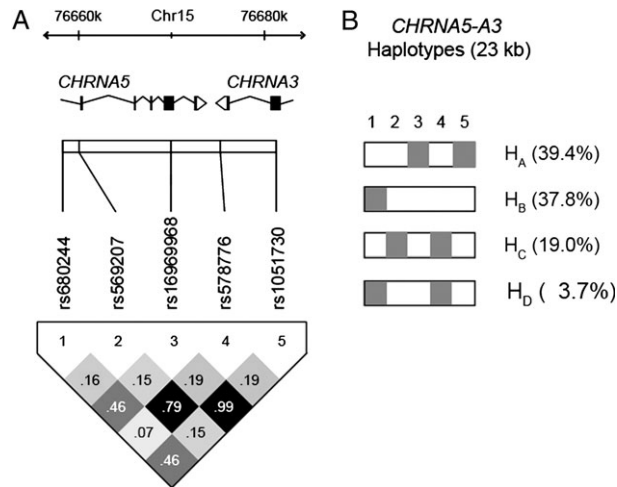 A
76660k Chr15 76680k
CHRNA5 CHRNA3
rs680244
rs569207
rs16969968
rs578776
rs1051730
1 2 3 4 5
.16 .15 .19 .19
.46 .79 .99
.07 .15
.46
B
CHRNA5-A3
Haplotypes (23 kb)
1 2 3 4 5
HA (39.4%)
HB (37.8%)
HC (19.0%)
HD ( 3.7%)